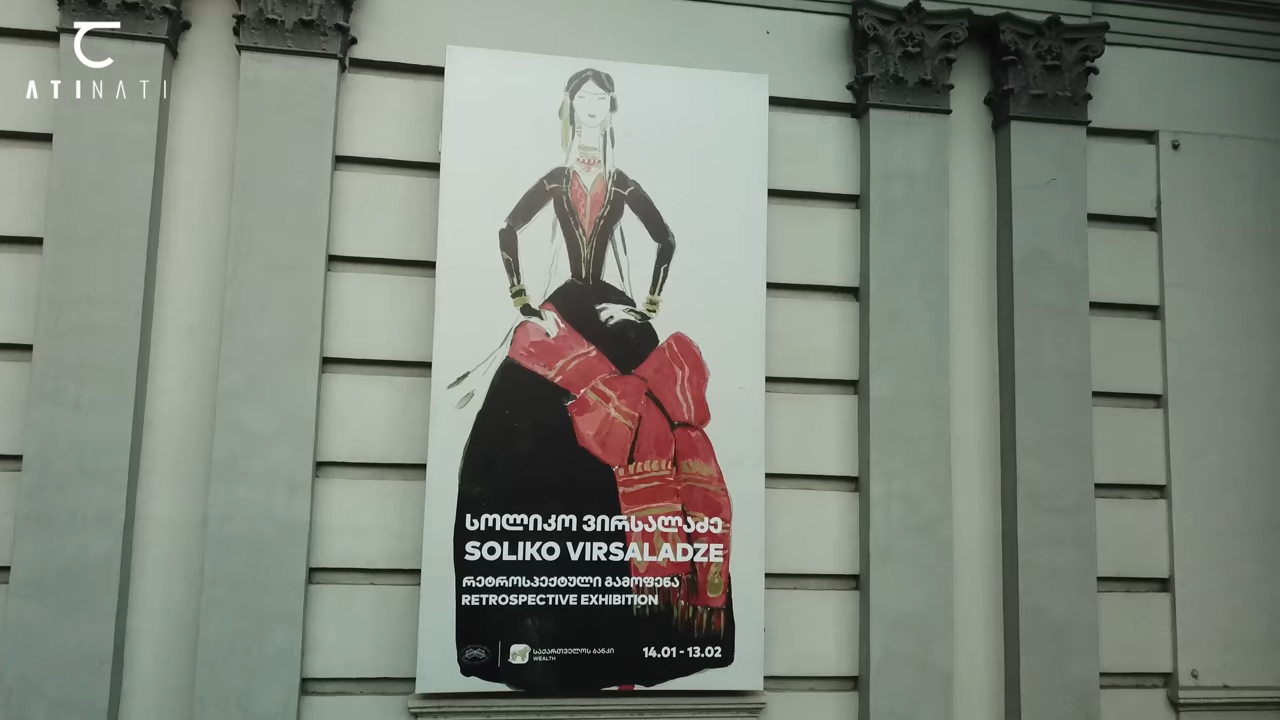 ATINATI
ᲡᲝᲚᲘᲙᲝ ᲕᲘᲠᲡᲐᲚᲐᲫᲔ
SOLIKO VIRSALADZE
ᲠᲔᲢᲠᲝᲡᲞᲔᲥᲢᲣᲚᲘ ᲒᲐᲛᲝᲤᲔᲜᲐ
RETROSPECTIVE EXHIBITION
ᲡᲐᲥᲐᲠᲗᲕᲔᲚᲝᲡ ᲑᲐᲜᲙᲘ
WEALTH
14.01 - 13.02